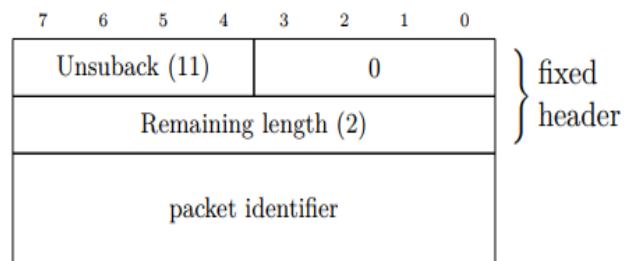 7 6 5 4 3 2 1 0
Unsuback (11) 0
fixed
header
Remaining length (2)
packet identifier